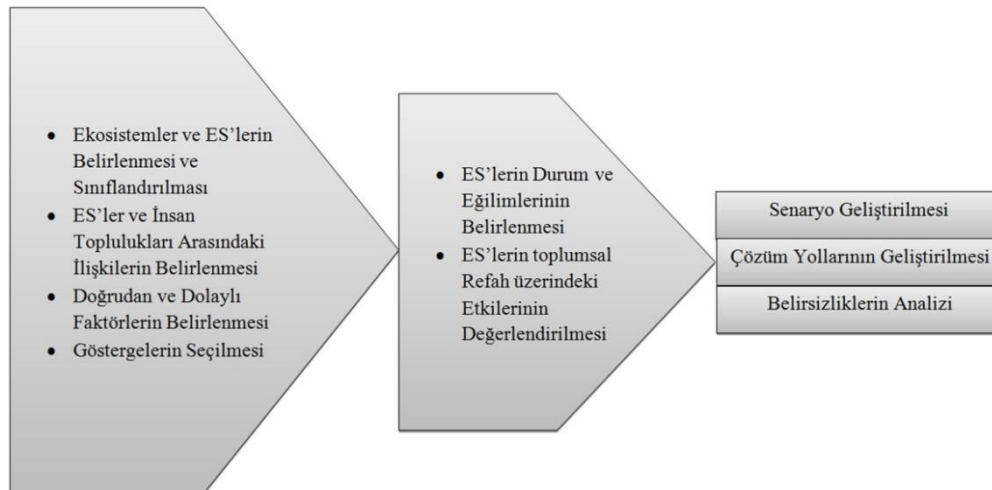 • Ekosistemler ve ES’lerin
Belirlenmesi ve
Sınıflandırılması
• ES’ler ve İnsan
Toplulukları Arasındaki
İlişkilerin Belirlenmesi
• Doğrudan ve Dolaylı
Faktörlerin Belirlenmesi
• Göstergelerin Seçilmesi
• ES’lerin Durum ve
Eğilimlerinin
Belirlenmesi
• ES’lerin toplumsal
Refah üzerindeki
Etkilerinin
Değerlendirilmesi
Senaryo Geliştirilmesi
Çözüm Yollarının Geliştirilmesi
Belirsizliklerin Analizi